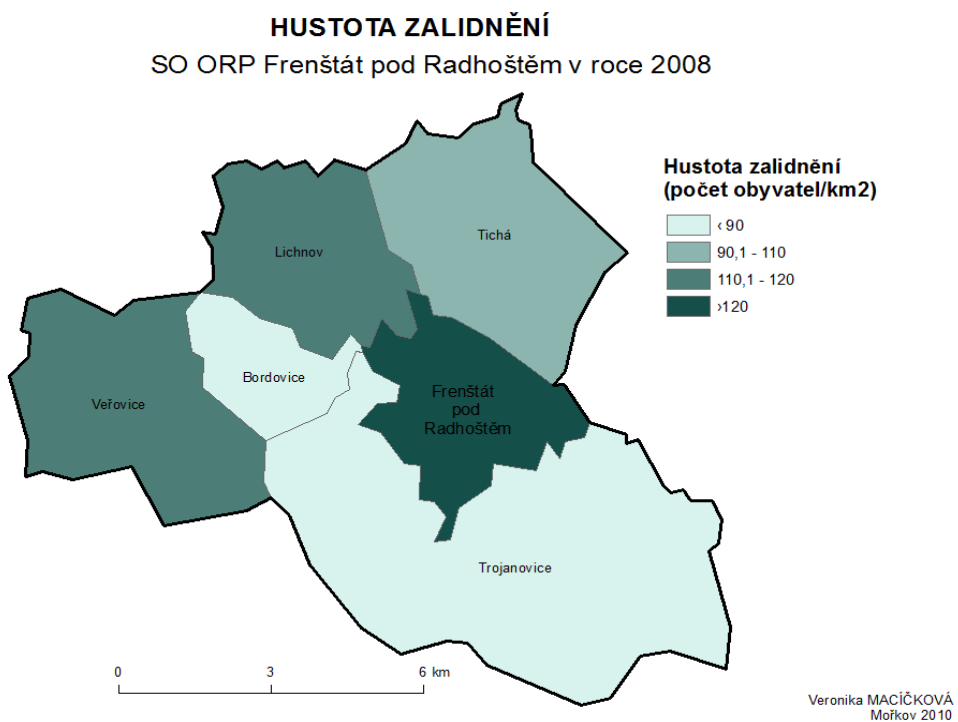 HUSTOTA ZALIDNĚNÍ
SO ORP Frenštát pod Radhoštěm v roce 2008
Hustota zalidnění
(počet obyvatel/km2)
‹ 90
90,1 - 110
110,1 - 120
›120
Tichá
Lichnov
Bordovice
Veřovice
Frenštát
pod
Radhoštěm
Trojanovice
0 3 6 km
Veronika MACÍČKOVÁ
Mořkov 2010